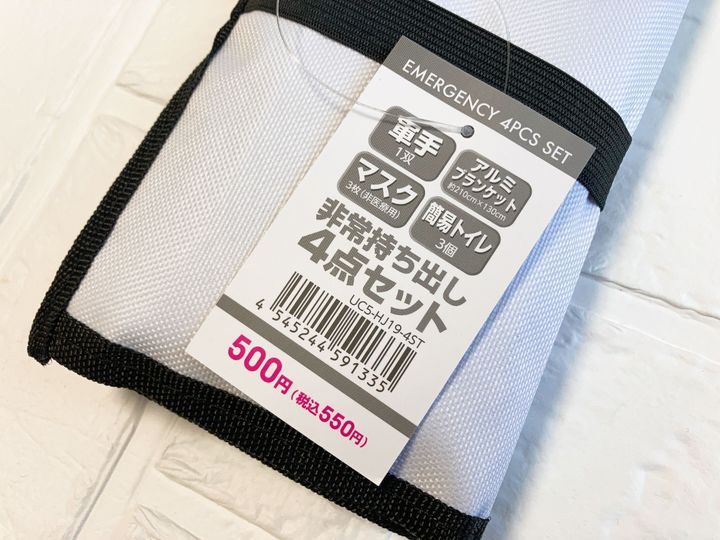 EMERGENCY 4PCS SET
軍手
1双
アルミ
ブランケット
約210cm×130cm
マスク
3枚(非医療用)
簡易トイレ
3個
非常持ち出し
4点セット
UC5-HJ19-4ST
4 545244 591335
500円(税込550円)